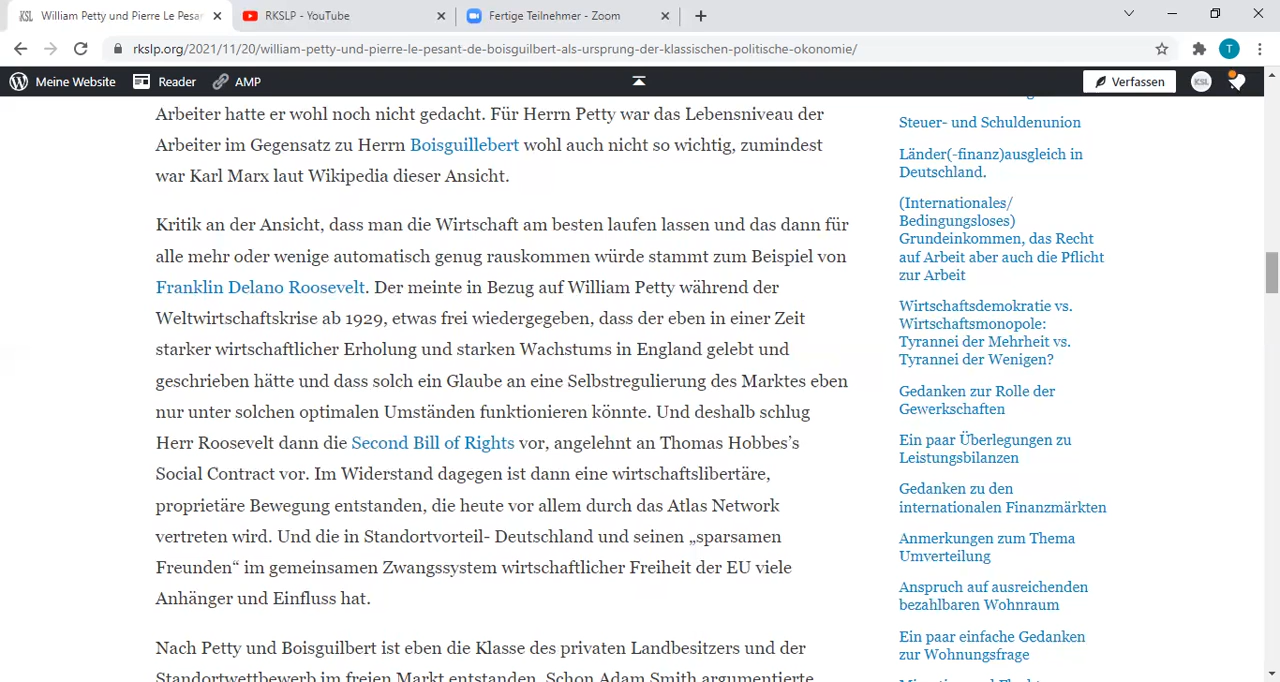 William Petty und Pierre Le Pesa
RKSLP - YouTube
Fertige Teilnehmer - Zoom
rkslp.org/2021/11/20/william-petty-und-pierre-le-pesant-de-boisguilbert-als-ursprung-der-klassischen-politische-okonomie/
T
Meine Website
Reader
AMP
Verfassen
KSL
Arbeiter hatte er wohl noch nicht gedacht. Für Herrn Petty war das Lebensniveau der
Arbeiter im Gegensatz zu Herrn Boisguillebert wohl auch nicht so wichtig, zumindest
war Karl Marx laut Wikipedia dieser Ansicht.
Kritik an der Ansicht, dass man die Wirtschaft am besten laufen lassen und das dann für
alle mehr oder wenige automatisch genug rauskommen würde stammt zum Beispiel von
Franklin Delano Roosevelt. Der meinte in Bezug auf William Petty während der
Weltwirtschaftskrise ab 1929, etwas frei wiedergegeben, dass der eben in einer Zeit
starker wirtschaftlicher Erholung und starken Wachstums in England gelebt und
geschrieben hätte und dass solch ein Glaube an eine Selbstregulierung des Marktes eben
nur unter solchen optimalen Umständen funktionieren könnte. Und deshalb schlug
Herr Roosevelt dann die Second Bill of Rights vor, angelehnt an Thomas Hobbes’s
Social Contract vor. Im Widerstand dagegen ist dann eine wirtschaftslibertäre,
proprietäre Bewegung entstanden, die heute vor allem durch das Atlas Network
vertreten wird. Und die in Standortvorteil- Deutschland und seinen „sparsamen
Freunden“ im gemeinsamen Zwangssystem wirtschaftlicher Freiheit der EU viele
Anhänger und Einfluss hat.
Nach Petty und Boisguilbert ist eben die Klasse des privaten Landbesitzers und der
Standortwettbewerb im freien Markt entstanden. Schon Adam Smith argumentierte
Steuer- und Schuldenunion
Länder(-finanz)ausgleich in
Deutschland.
(Internationales/
Bedingungsloses)
Grundeinkommen, das Recht
auf Arbeit aber auch die Pflicht
zur Arbeit
Wirtschaftsdemokratie vs.
Wirtschaftsmonopole:
Tyrannei der Mehrheit vs.
Tyrannei der Wenigen?
Gedanken zur Rolle der
Gewerkschaften
Ein paar Überlegungen zu
Leistungsbilanzen
Gedanken zu den
internationalen Finanzmärkten
Anmerkungen zum Thema
Umverteilung
Anspruch auf ausreichenden
bezahlbaren Wohnraum
Ein paar einfache Gedanken
zur Wohnungsfrage